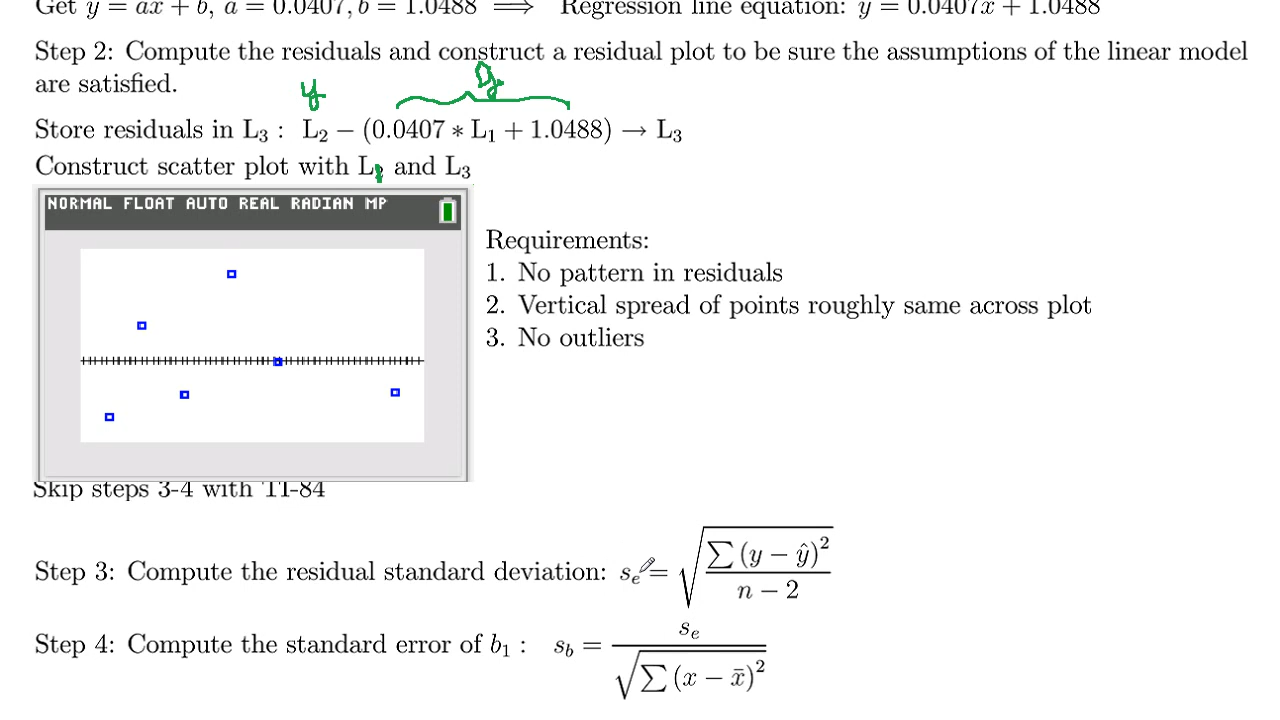 Get y = ax + b, a = 0.0407, b = 1.0488 ⟹ Regression line equation: y = 0.0407x + 1.0488
Step 2: Compute the residuals and construct a residual plot to be sure the assumptions of the linear model
are satisfied.
y ŷ
Store residuals in L₃ : L₂ − (0.0407 ∗ L₁ + 1.0488) → L₃
Construct scatter plot with L₁ and L₃
NORMAL FLOAT AUTO REAL RADIAN MP
Requirements:
1. No pattern in residuals
2. Vertical spread of points roughly same across plot
3. No outliers
Skip steps 3-4 with TI-84
Step 3: Compute the residual standard deviation: sₑ = √(∑(y − ŷ)² / (n − 2))
Step 4: Compute the standard error of b₁ : s_b = sₑ / √(∑(x − x̄)²)